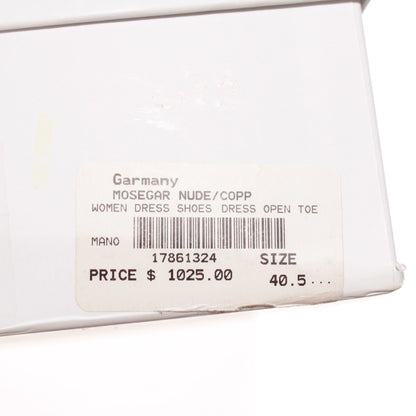 Garmany
MOSEGAR NUDE/COPP
WOMEN DRESS SHOES DRESS OPEN TOE
MANO
17861324 SIZE
PRICE $ 1025.00 40.5...